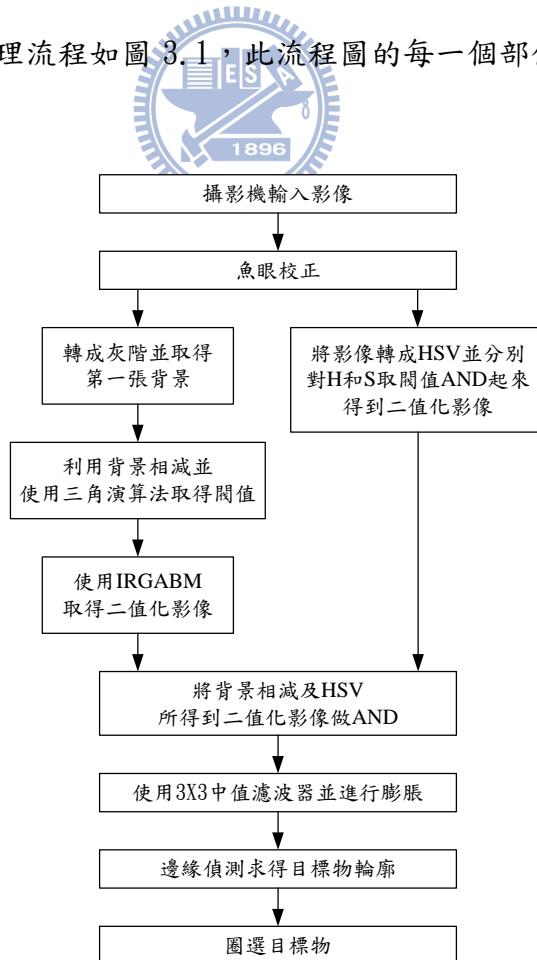 理流程如圖 3.1，此流程圖的每一個部
ES
1896
攝影機輸入影像
魚眼校正
轉成灰階並取得
第一張背景
將影像轉成HSV並分別
對H和S取閥值AND起來
得到二值化影像
利用背景相減並
使用三角演算法取得閥值
使用IRGABM
取得二值化影像
將背景相減及HSV
所得到二值化影像做AND
使用3X3中值濾波器並進行膨脹
邊緣偵測求得目標物輪廓
圈選目標物